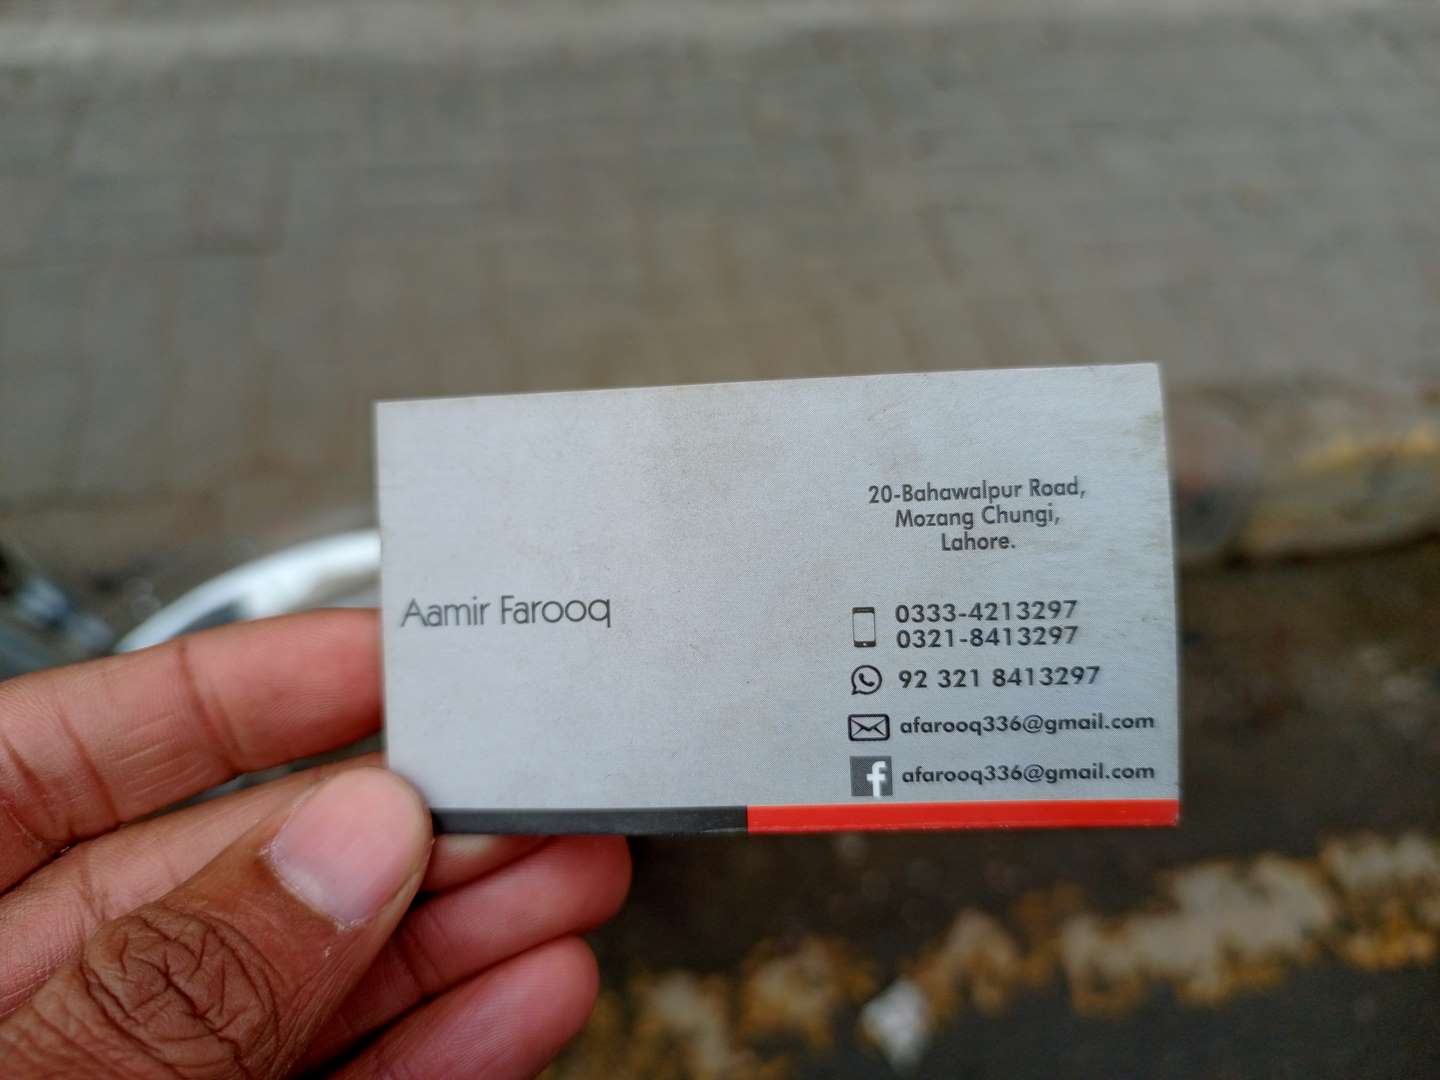 Aamir Farooq
20-Bahawalpur Road,
Mozang Chungi,
Lahore.
0333-4213297
0321-8413297
92 321 8413297
afarooq336@gmail.com
afarooq336@gmail.com